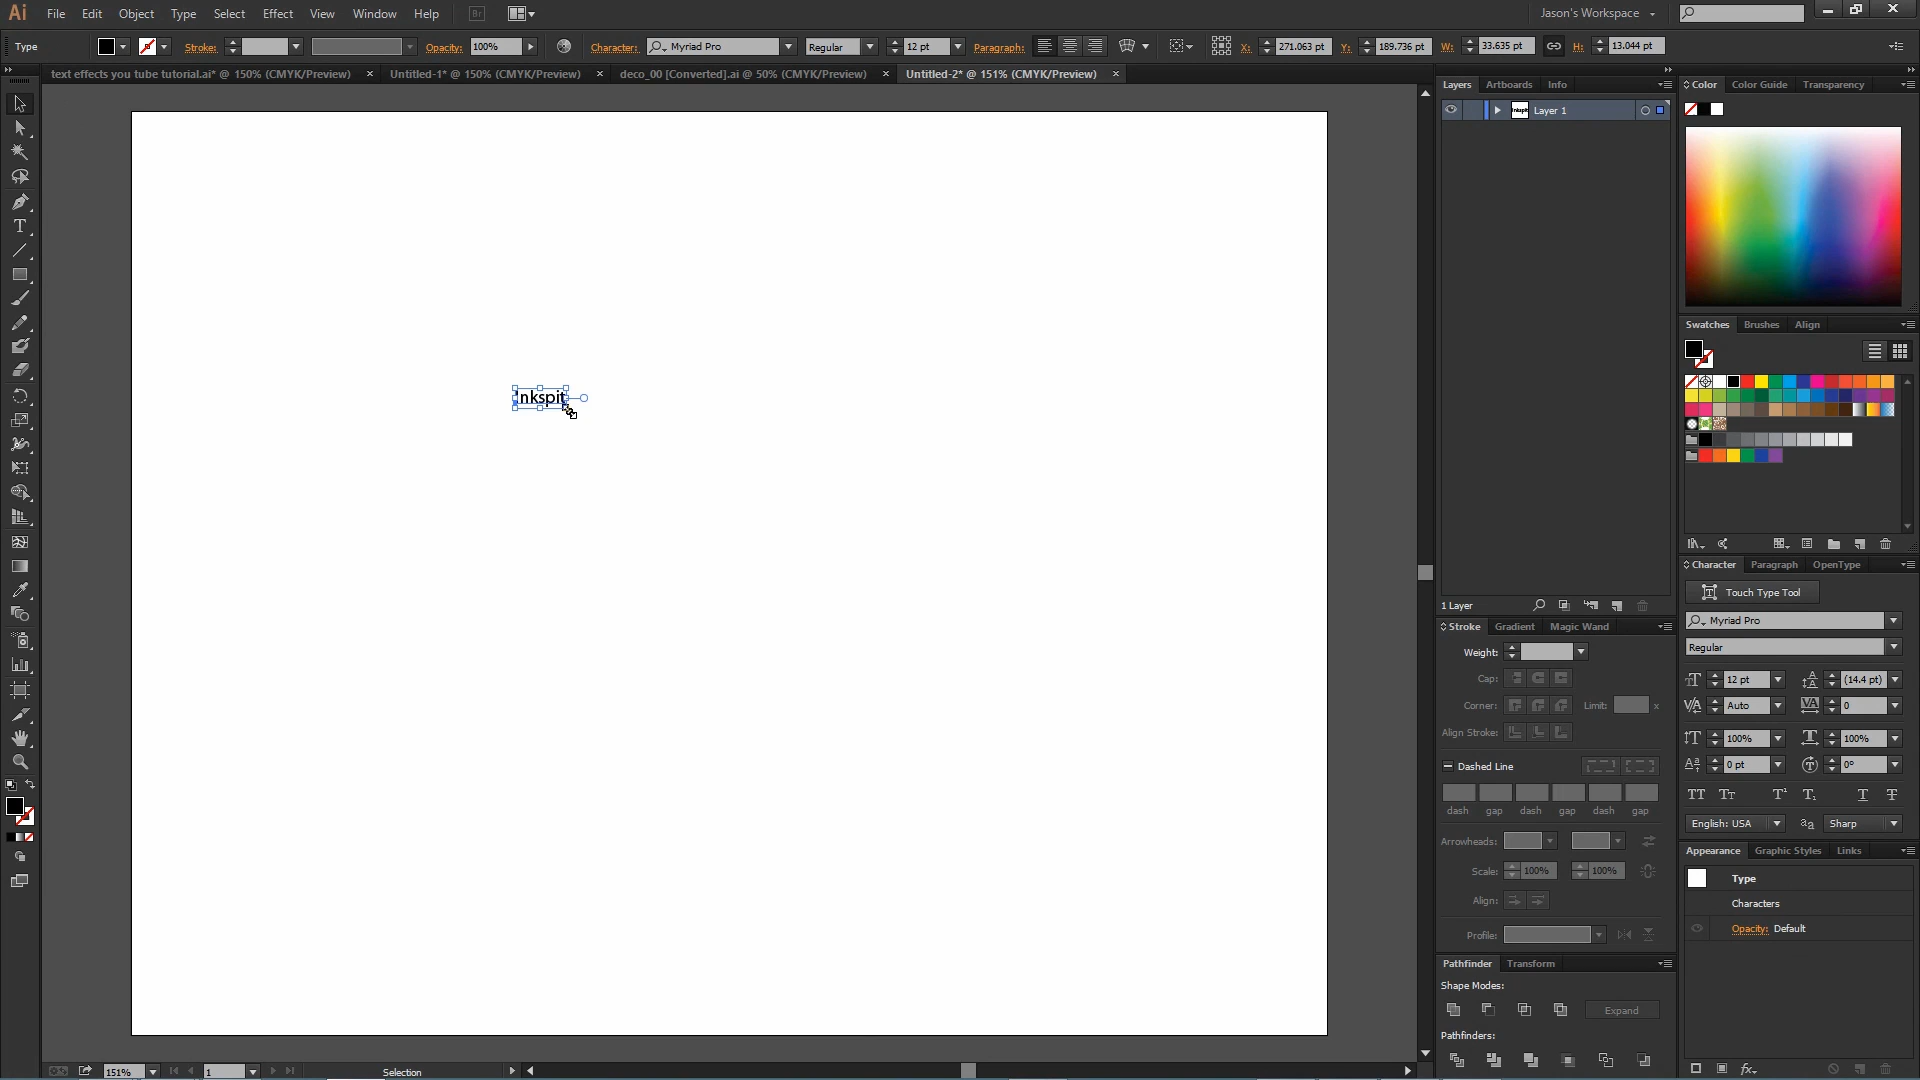 Ai File Edit Object Type Select Effect View Window Help Br Jason's Workspace
Type Stroke: Opacity: 100% Character: Myriad Pro Regular 12 pt Paragraph: X: 271.063 pt Y: 189.736 pt W: 33.635 pt H: 13.044 pt
text effects you tube tutorial.ai* @ 150% (CMYK/Preview) Untitled-1* @ 150% (CMYK/Preview) deco_00 [Converted].ai @ 50% (CMYK/Preview) Untitled-2* @ 151% (CMYK/Preview)
Layers Artboards Info
Layer 1
Color Color Guide Transparency
Inkspit
Swatches Brushes Align
1 Layer
Stroke Gradient Magic Wand
Weight:
Cap:
Corner: Limit: x
Align Stroke:
Dashed Line
dash gap dash gap dash gap
Arrowheads:
Scale: 100% 100%
Align:
Profile:
Pathfinder Transform
Shape Modes:
Expand
Pathfinders:
Character Paragraph OpenType
Touch Type Tool
Myriad Pro
Regular
12 pt (14.4 pt)
Auto 0
100% 100%
0 pt 0°
English: USA Sharp
Appearance Graphic Styles Links
Type
Characters
Opacity: Default
fx
151% 1 Selection